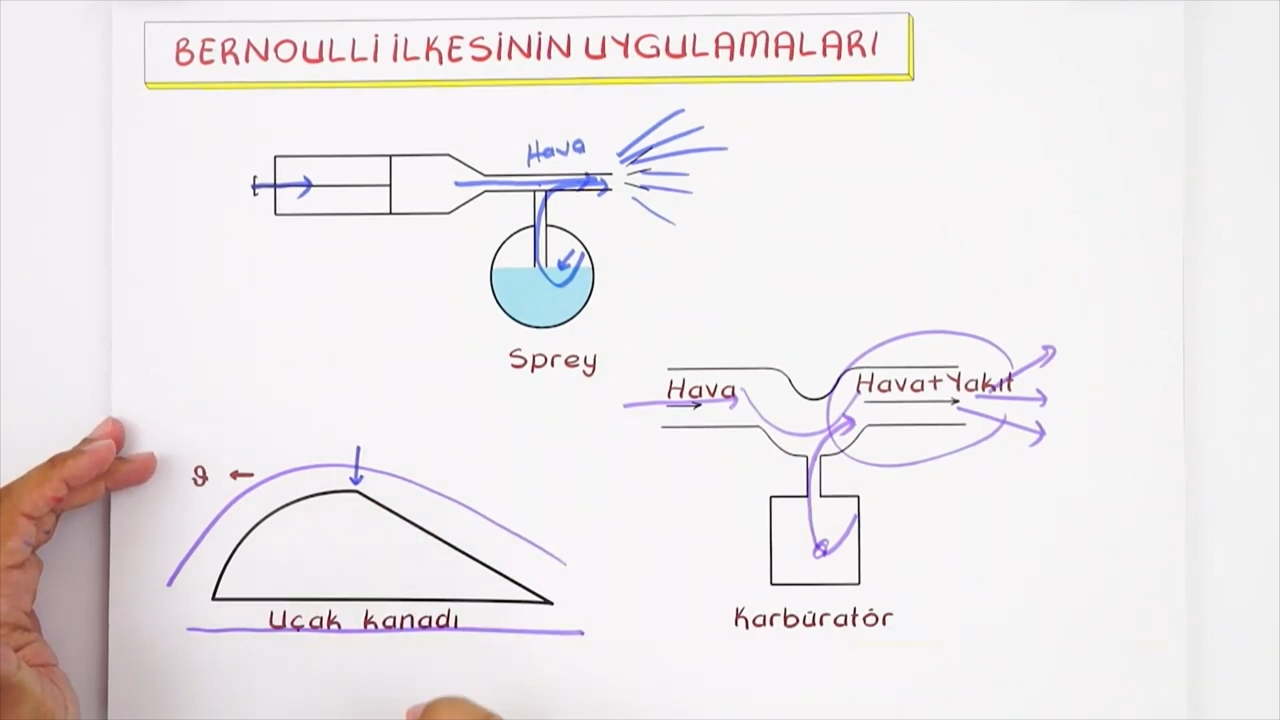 BERNOULLİ İLKESİNİN UYGULAMALARI
Hava
Sprey
Hava
Hava+Yakıt
ϑ
Uçak kanadı
Karbüratör